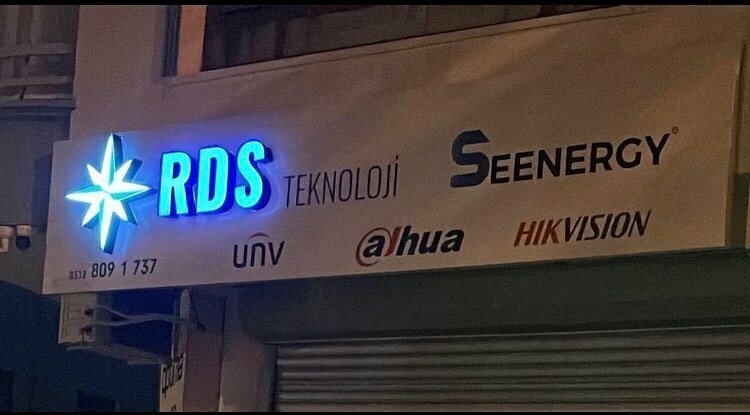 RDS TEKNOLOJİ
SEENERGY®
unv
alhua
HIKVISION
0312 809 1 737